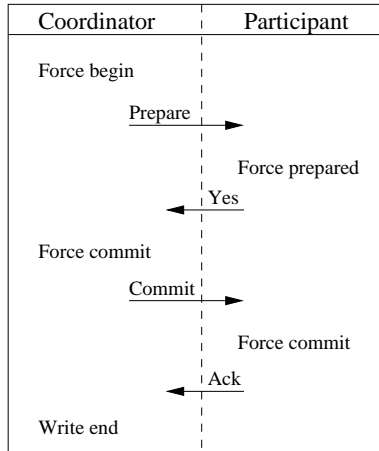 Coordinator Participant
Force begin
Prepare
Force prepared
Yes
Force commit
Commit
Force commit
Ack
Write end